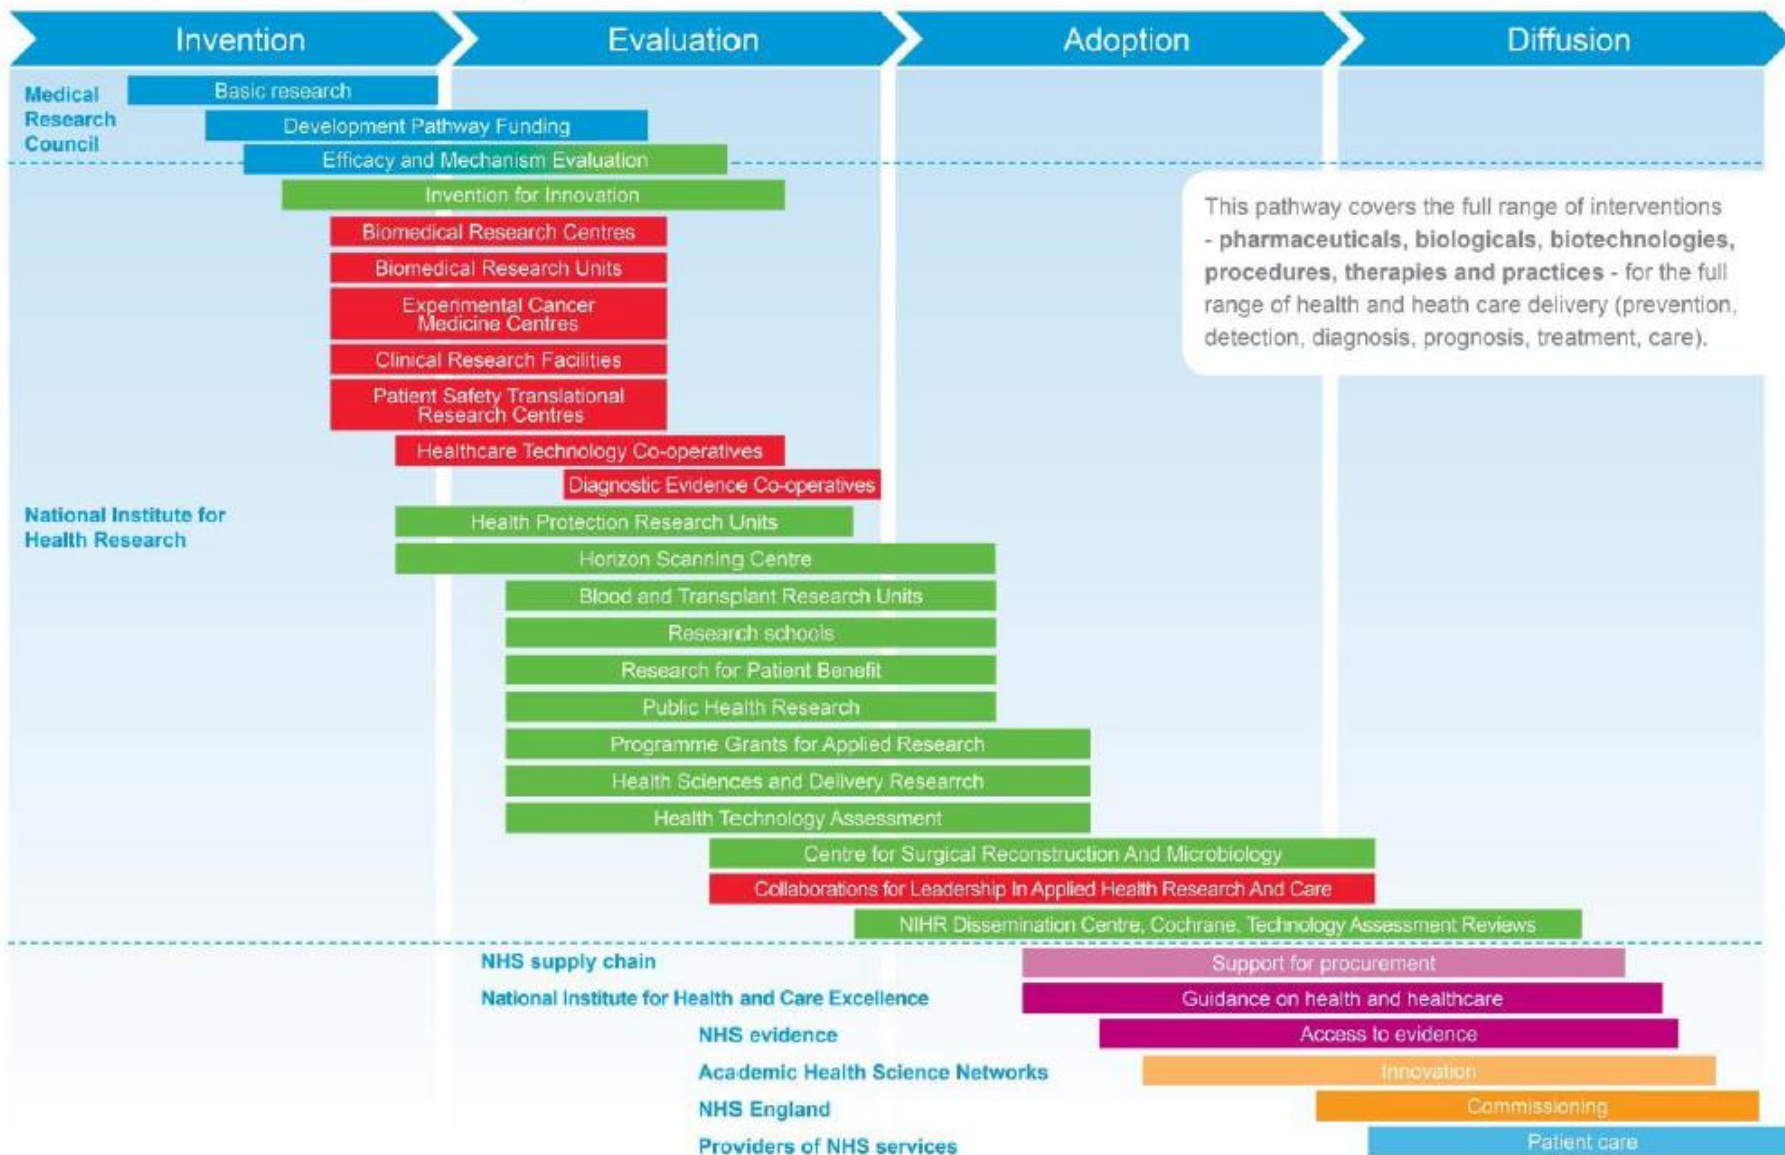 Invention
Evaluation
Adoption
Diffusion
Medical
Research
Council
Basic research
Development Pathway Funding
Efficacy and Mechanism Evaluation
Invention for Innovation
This pathway covers the full range of interventions
- pharmaceuticals, biologicals, biotechnologies,
procedures, therapies and practices - for the full
range of health and heath care delivery (prevention,
detection, diagnosis, prognosis, treatment, care).
Biomedical Research Centres
Biomedical Research Units
Experimental Cancer
Medicine Centres
Clinical Research Facilities
Patient Safety Translational
Research Centres
Healthcare Technology Co-operatives
Diagnostic Evidence Co-operatives
National Institute for
Health Research
Health Protection Research Units
Horizon Scanning Centre
Blood and Transplant Research Units
Research schools
Research for Patient Benefit
Public Health Research
Programme Grants for Applied Research
Health Sciences and Delivery Researrch
Health Technology Assessment
Centre for Surgical Reconstruction And Microbiology
Collaborations for Leadership In Applied Health Research And Care
NIHR Dissemination Centre, Cochrane, Technology Assessment Reviews
NHS supply chain
Support for procurement
National Institute for Health and Care Excellence
Guidance on health and healthcare
NHS evidence
Access to evidence
Academic Health Science Networks
Innovation
NHS England
Commissioning
Providers of NHS services
Patient care